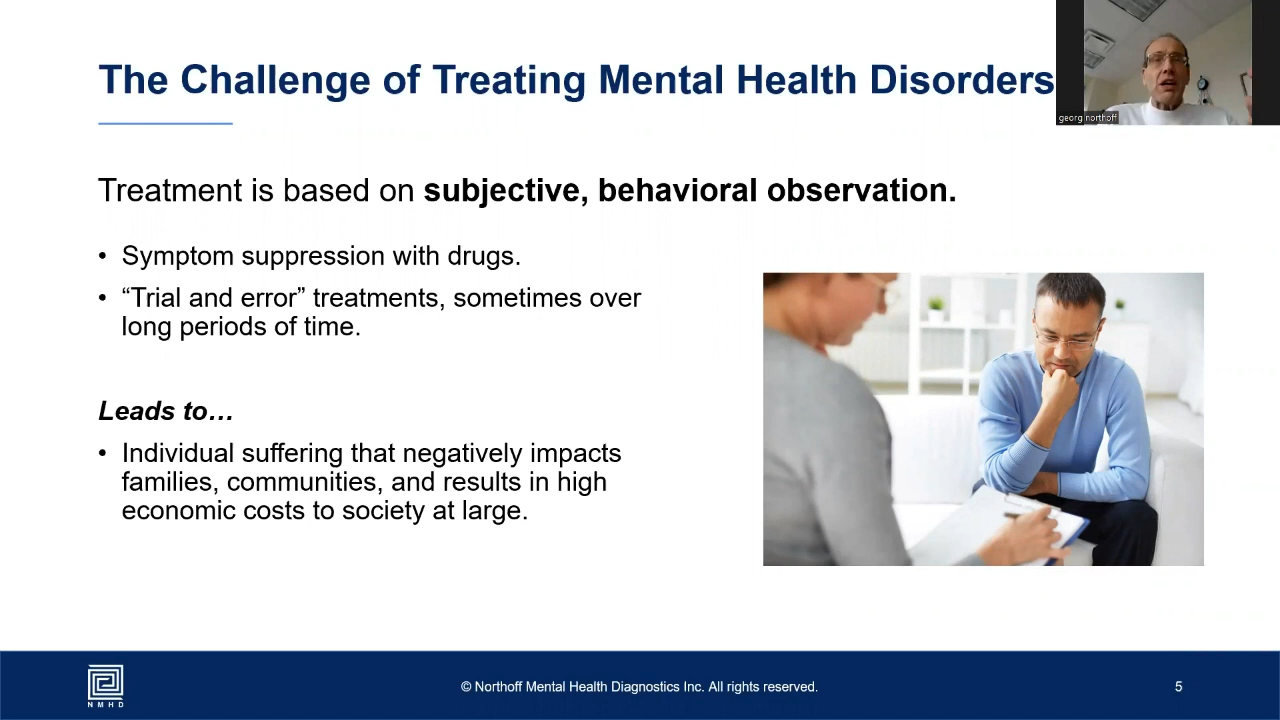 The Challenge of Treating Mental Health Disorders
georg northoff
Treatment is based on subjective, behavioral observation.
• Symptom suppression with drugs.
• “Trial and error” treatments, sometimes over
long periods of time.
Leads to…
• Individual suffering that negatively impacts
families, communities, and results in high
economic costs to society at large.
NMHD
© Northoff Mental Health Diagnostics Inc. All rights reserved.
5